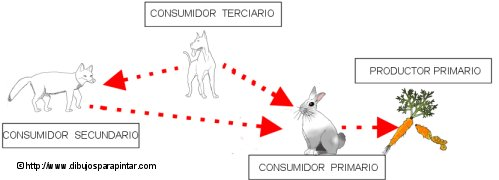 CONSUMIDOR TERCIARIO
PRODUCTOR PRIMARIO
CONSUMIDOR SECUNDARIO
CONSUMIDOR PRIMARIO
©http://www.dibujosparapintar.com